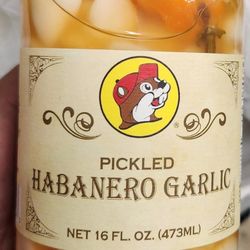 PICKLED
HABANERO GARLIC
NET 16 FL. OZ. (473ML)